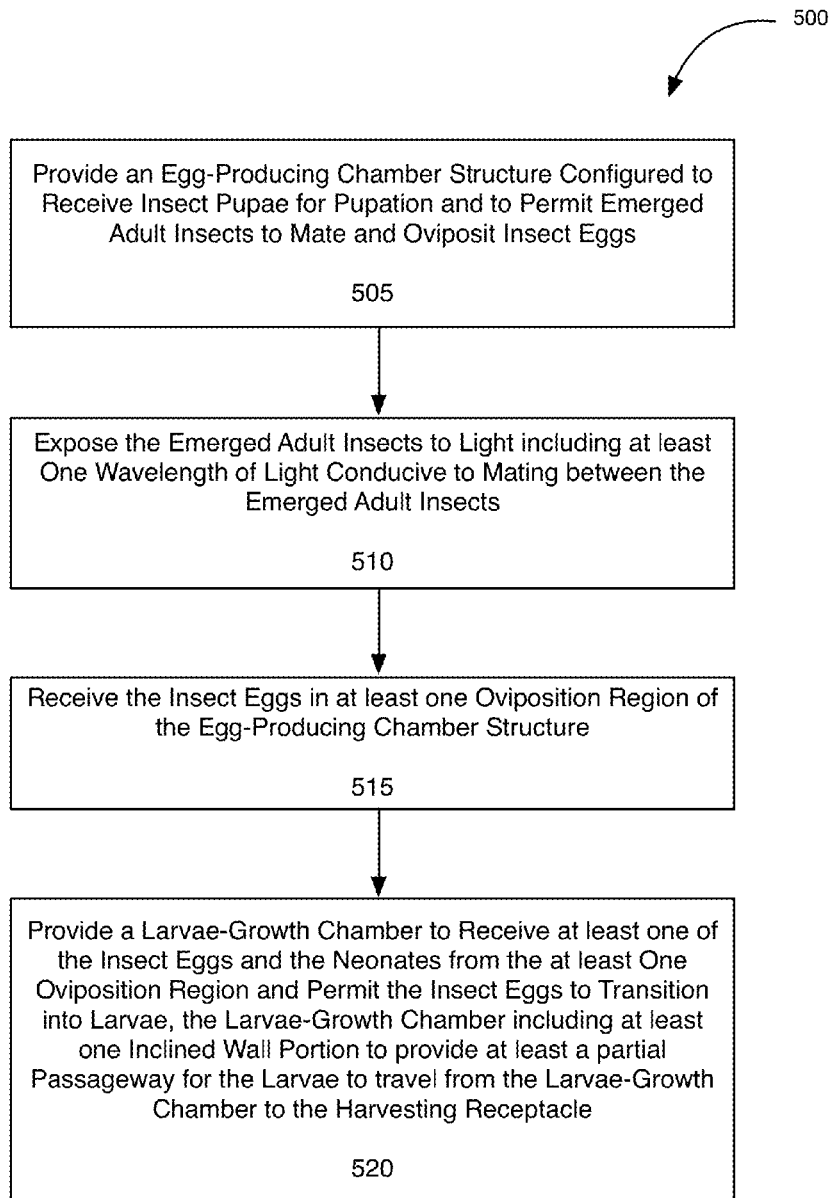 500
Provide an Egg-Producing Chamber Structure Configured to
Receive Insect Pupae for Pupation and to Permit Emerged
Adult Insects to Mate and Oviposit Insect Eggs
505
Expose the Emerged Adult Insects to Light including at least
One Wavelength of Light Conducive to Mating between the
Emerged Adult Insects
510
Receive the Insect Eggs in at least one Oviposition Region of
the Egg-Producing Chamber Structure
515
Provide a Larvae-Growth Chamber to Receive at least one of
the Insect Eggs and the Neonates from the at least One
Oviposition Region and Permit the Insect Eggs to Transition
into Larvae, the Larvae-Growth Chamber including at least
one Inclined Wall Portion to provide at least a partial
Passageway for the Larvae to travel from the Larvae-Growth
Chamber to the Harvesting Receptacle
520